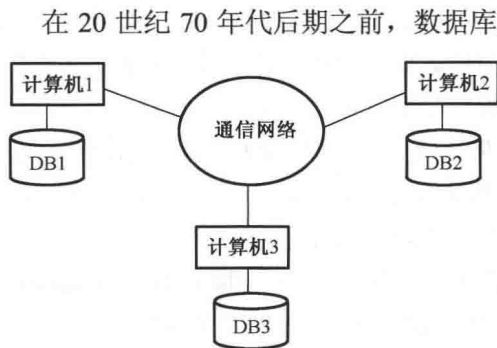 在 20 世纪 70 年代后期之前，数据库
计算机1
计算机2
通信网络
DB1
DB2
计算机3
DB3